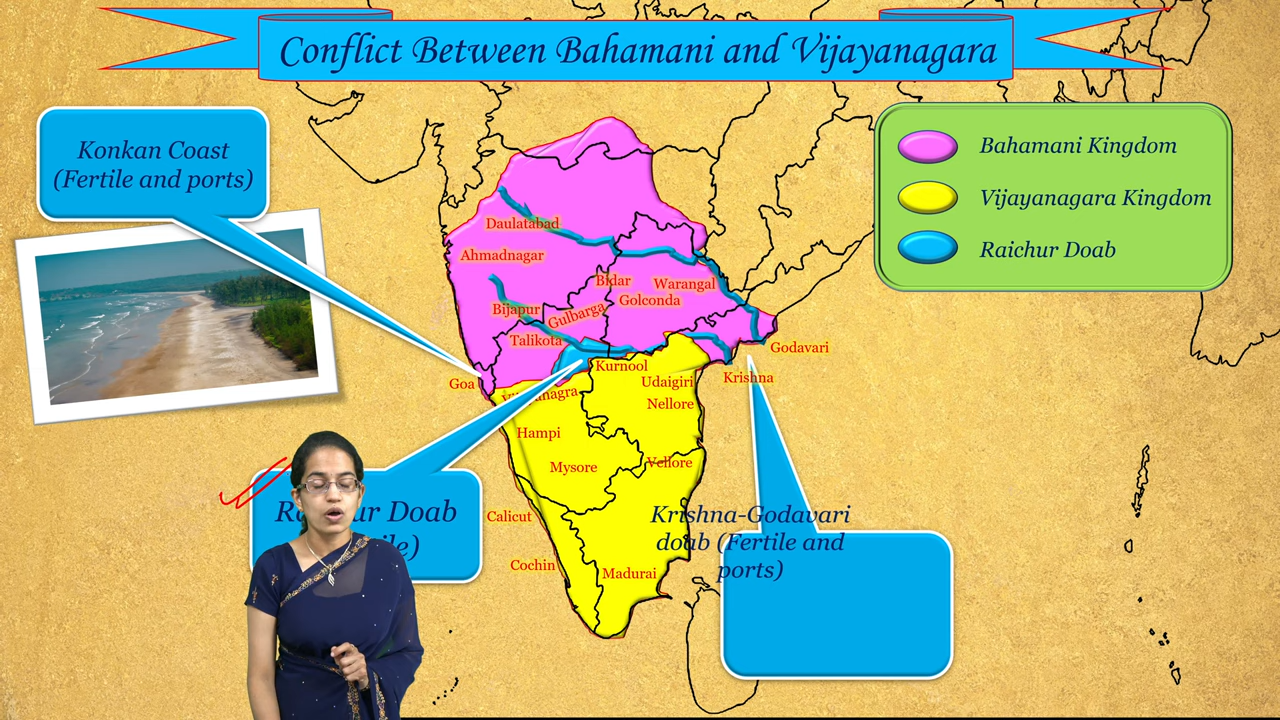 Conflict Between Bahamani and Vijayanagara
Konkan Coast
(Fertile and ports)
Bahamani Kingdom
Vijayanagara Kingdom
Raichur Doab
Daulatabad
Ahmadnagar
Bidar
Warangal
Golconda
Bijapur
Gulbarga
Talikota
Godavari
Kurnool
Krishna
Goa
Udaigiri
Nellore
Hampi
Mysore
Vellore
Calicut
Cochin
Madurai
Doab
Krishna-Godavari
doab (Fertile and
ports)